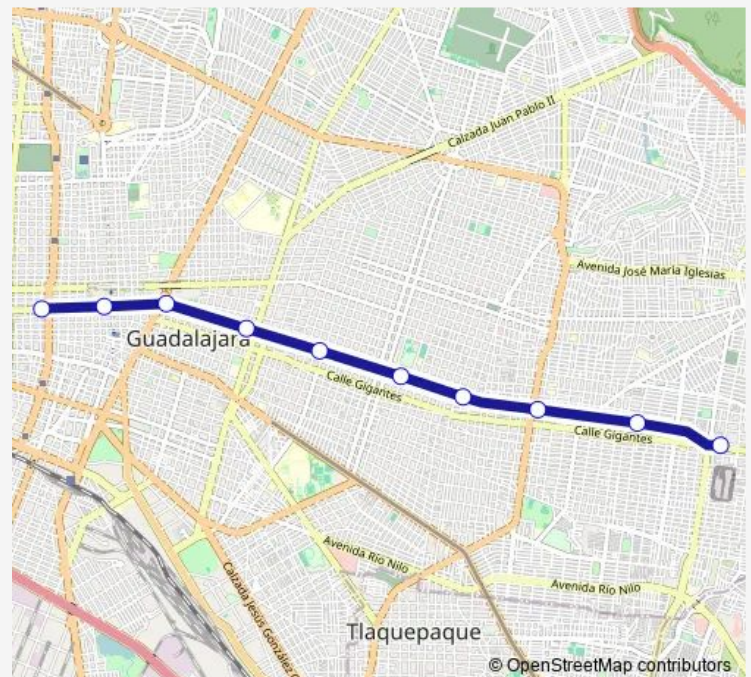 Calzada Juan Pablo II
Avenida José María Iglesias
Guadalajara
Calle Gigantes
Calle Gigantes
Avenida Río Nilo
Avenida Río Nilo
Calzada Jesús González
Tlaquepaque
© OpenStreetMap contributors